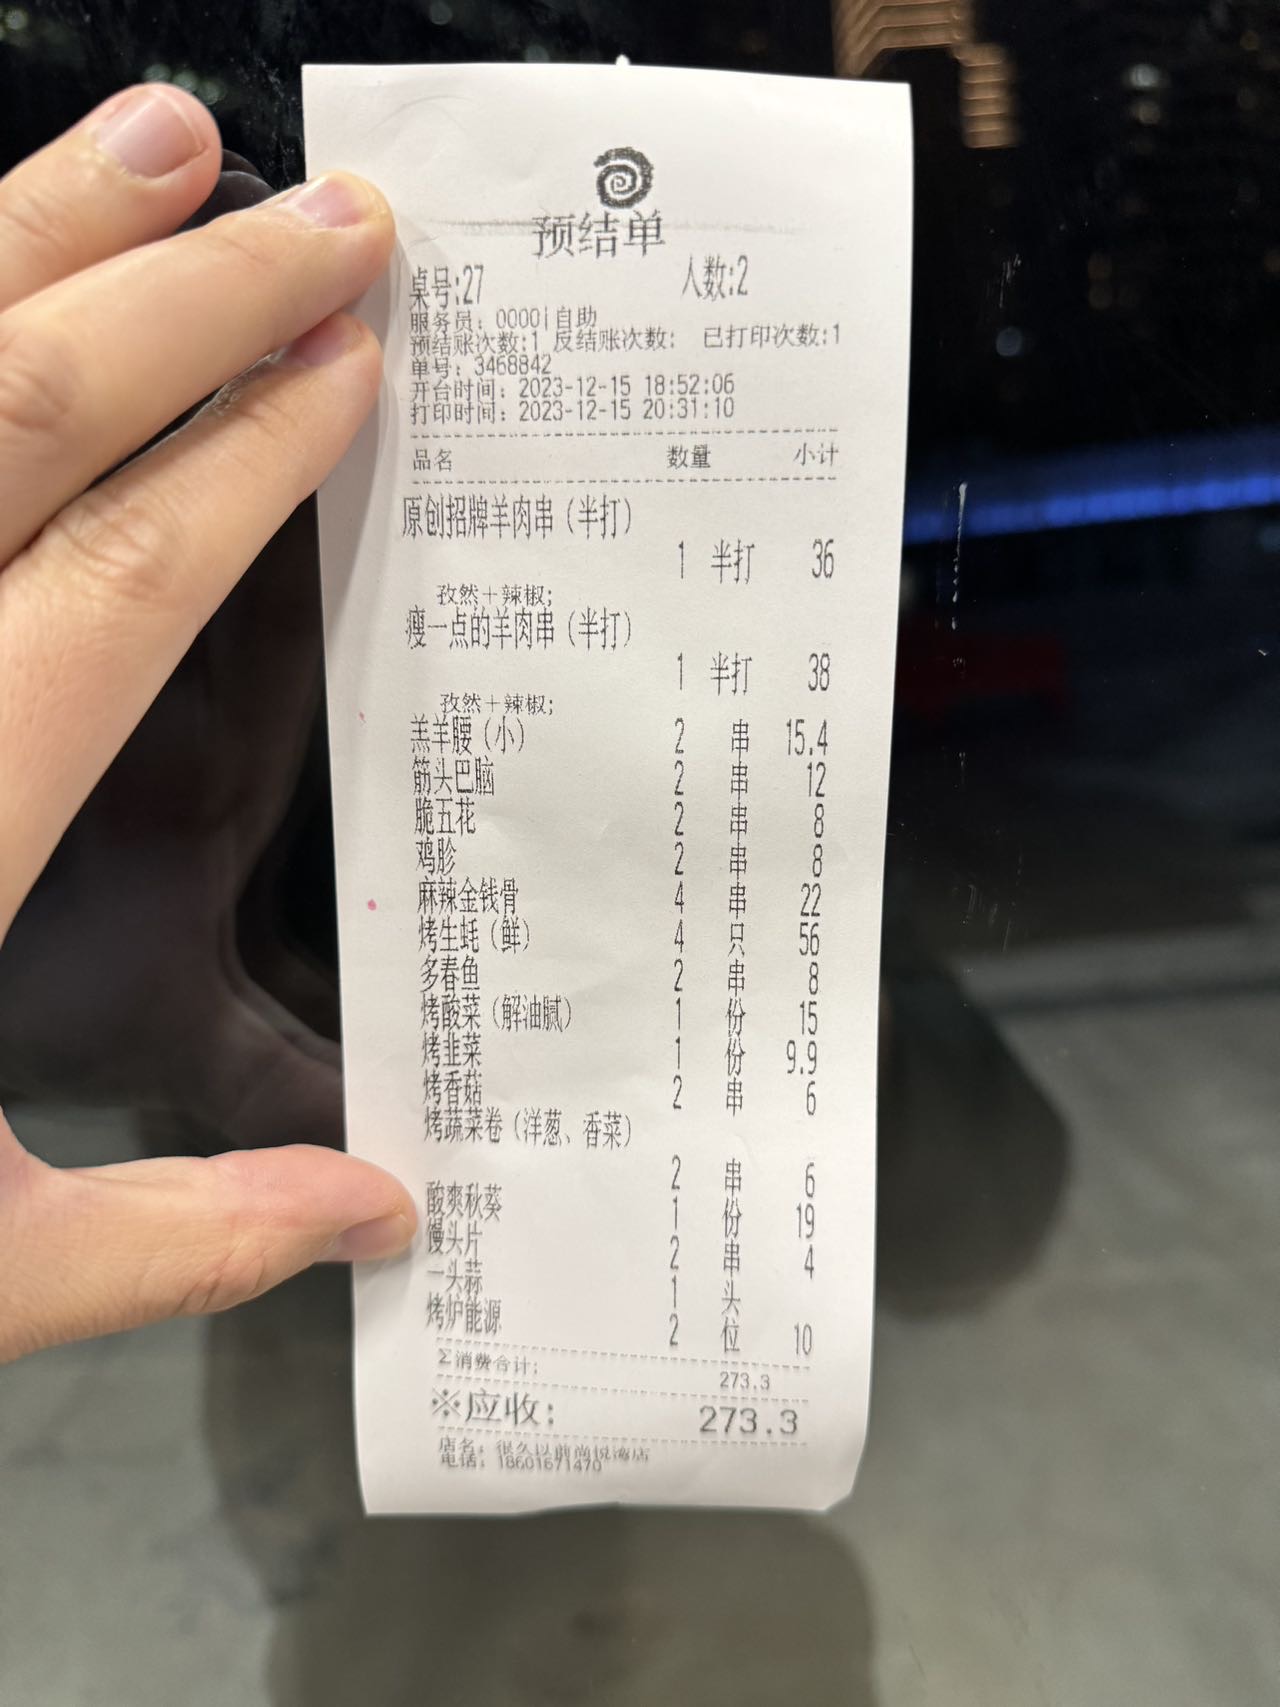 预结单
桌号:27 人数:2
服务员: 0000|自助
预结账次数:1 反结账次数: 已打印次数:1
单号: 3468842
开台时间: 2023-12-15 18:52:06
打印时间: 2023-12-15 20:31:10
品名 数量 小计
原创招牌羊肉串(半打)
1 半打 36
孜然+辣椒;
瘦一点的羊肉串(半打)
1 半打 38
孜然+辣椒;
羔羊腰(小) 2 串 15.4
筋头巴脑 2 串 12
脆五花 2 串 8
鸡胗 2 串 8
麻辣金钱骨 4 串 22
烤生蚝(鲜) 4 只 56
多春鱼 2 串 8
烤酸菜(解油腻) 1 份 15
烤韭菜 1 份 9.9
烤香菇 2 串 6
烤蔬菜卷(洋葱、香菜)
2 串 6
酸爽秋葵 1 份 19
馒头片 2 串 4
一头蒜 1 头
烤炉能源 2 位 10
Σ消费合计: 273.3
※应收: 273.3
店名: 很久以前尚悦湾店
电话: 18601671470